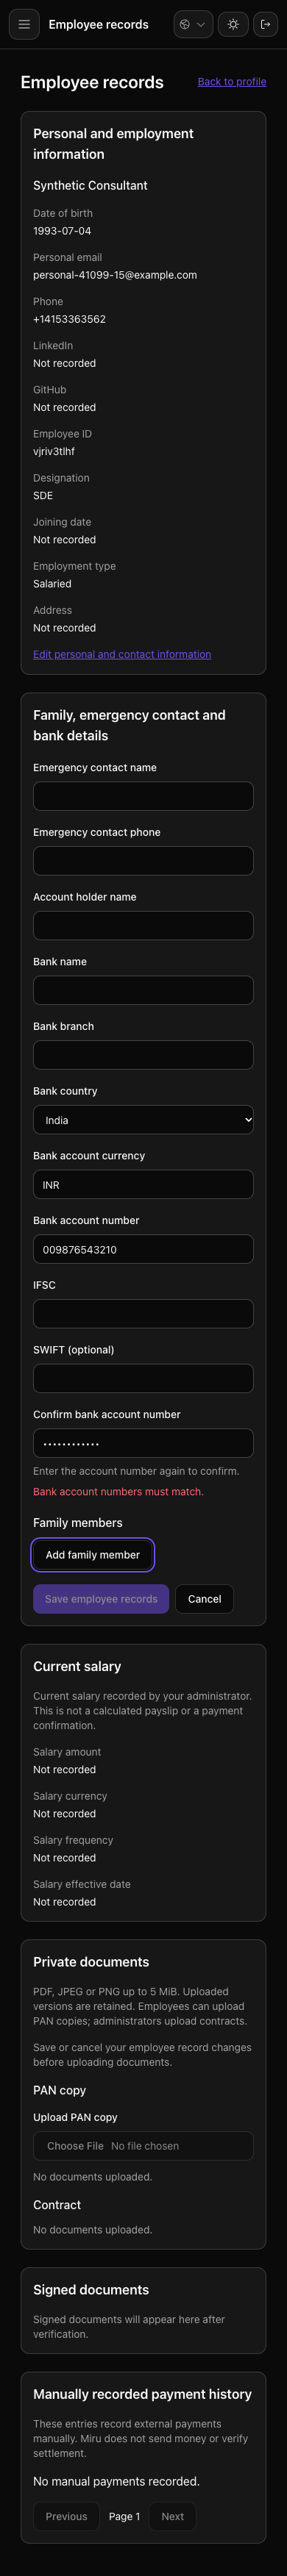 Employee records
Employee records
Back to profile
Personal and employment
information
Synthetic Consultant
Date of birth
1993-07-04
Personal email
personal-41099-15@example.com
Phone
+14153363562
LinkedIn
Not recorded
GitHub
Not recorded
Employee ID
vjriv3tlhf
Designation
SDE
Joining date
Not recorded
Employment type
Salaried
Address
Not recorded
Edit personal and contact information
Family, emergency contact and
bank details
Emergency contact name
Emergency contact phone
Account holder name
Bank name
Bank branch
Bank country
India
Bank account currency
INR
Bank account number
009876543210
IFSC
SWIFT (optional)
Confirm bank account number
••••••••••••
Enter the account number again to confirm.
Bank account numbers must match.
Family members
Add family member
Save employee records
Cancel
Current salary
Current salary recorded by your administrator.
This is not a calculated payslip or a payment
confirmation.
Salary amount
Not recorded
Salary currency
Not recorded
Salary frequency
Not recorded
Salary effective date
Not recorded
Private documents
PDF, JPEG or PNG up to 5 MiB. Uploaded
versions are retained. Employees can upload
PAN copies; administrators upload contracts.
Save or cancel your employee record changes
before uploading documents.
PAN copy
Upload PAN copy
Choose File No file chosen
No documents uploaded.
Contract
No documents uploaded.
Signed documents
Signed documents will appear here after
verification.
Manually recorded payment history
These entries record external payments
manually. Miru does not send money or verify
settlement.
No manual payments recorded.
Previous
Page 1
Next